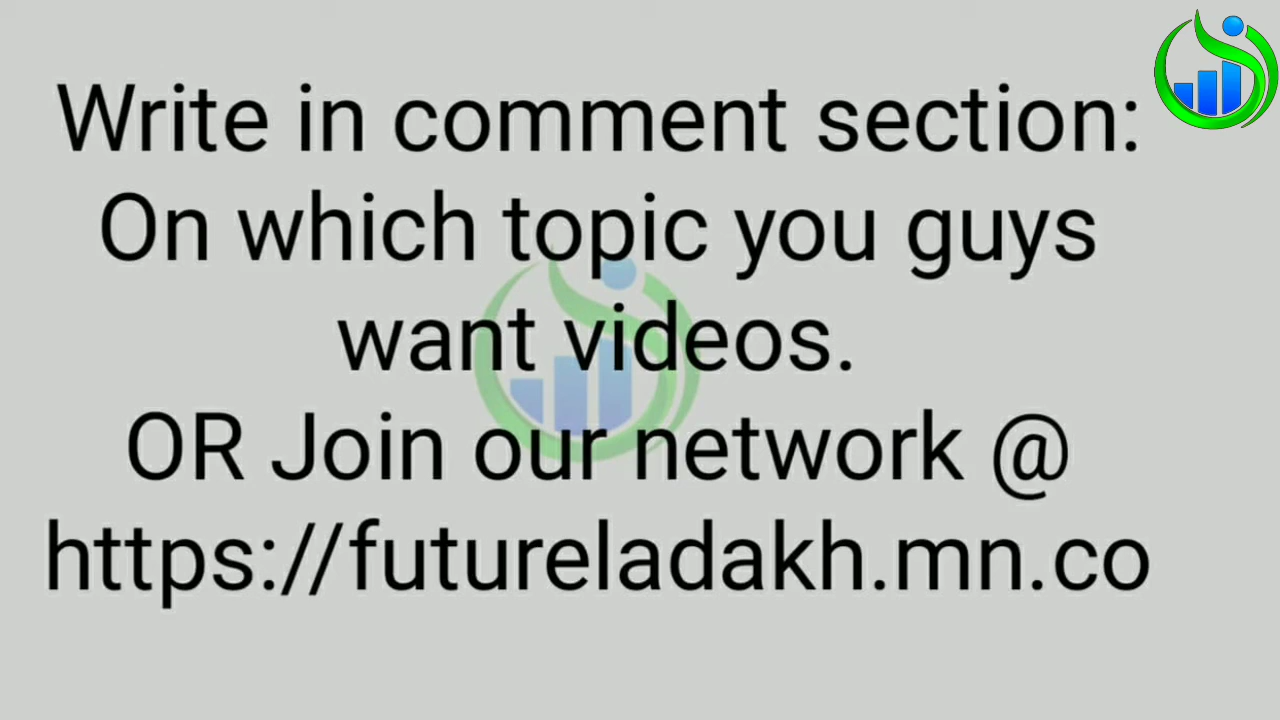 Write in comment section:
On which topic you guys
want videos.
OR Join our network @
https://futureladakh.mn.co